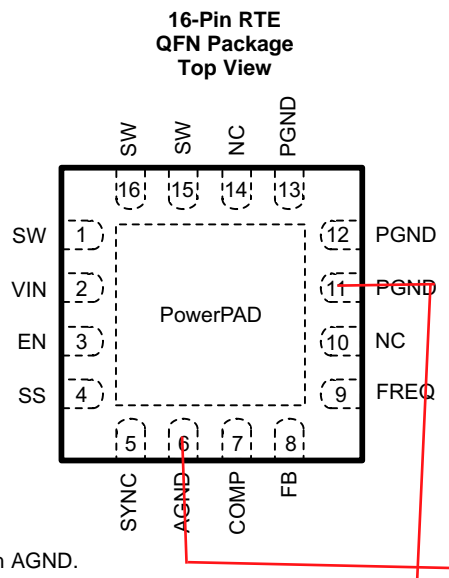 16-Pin RTE
QFN Package
Top View
SW
SW
NC
PGND
16
15
14
13
SW
1
12
PGND
VIN
2
11
PGND
PowerPAD
EN
3
10
NC
SS
4
9
FREQ
5
6
7
8
SYNC
AGND
COMP
FB
AGND.